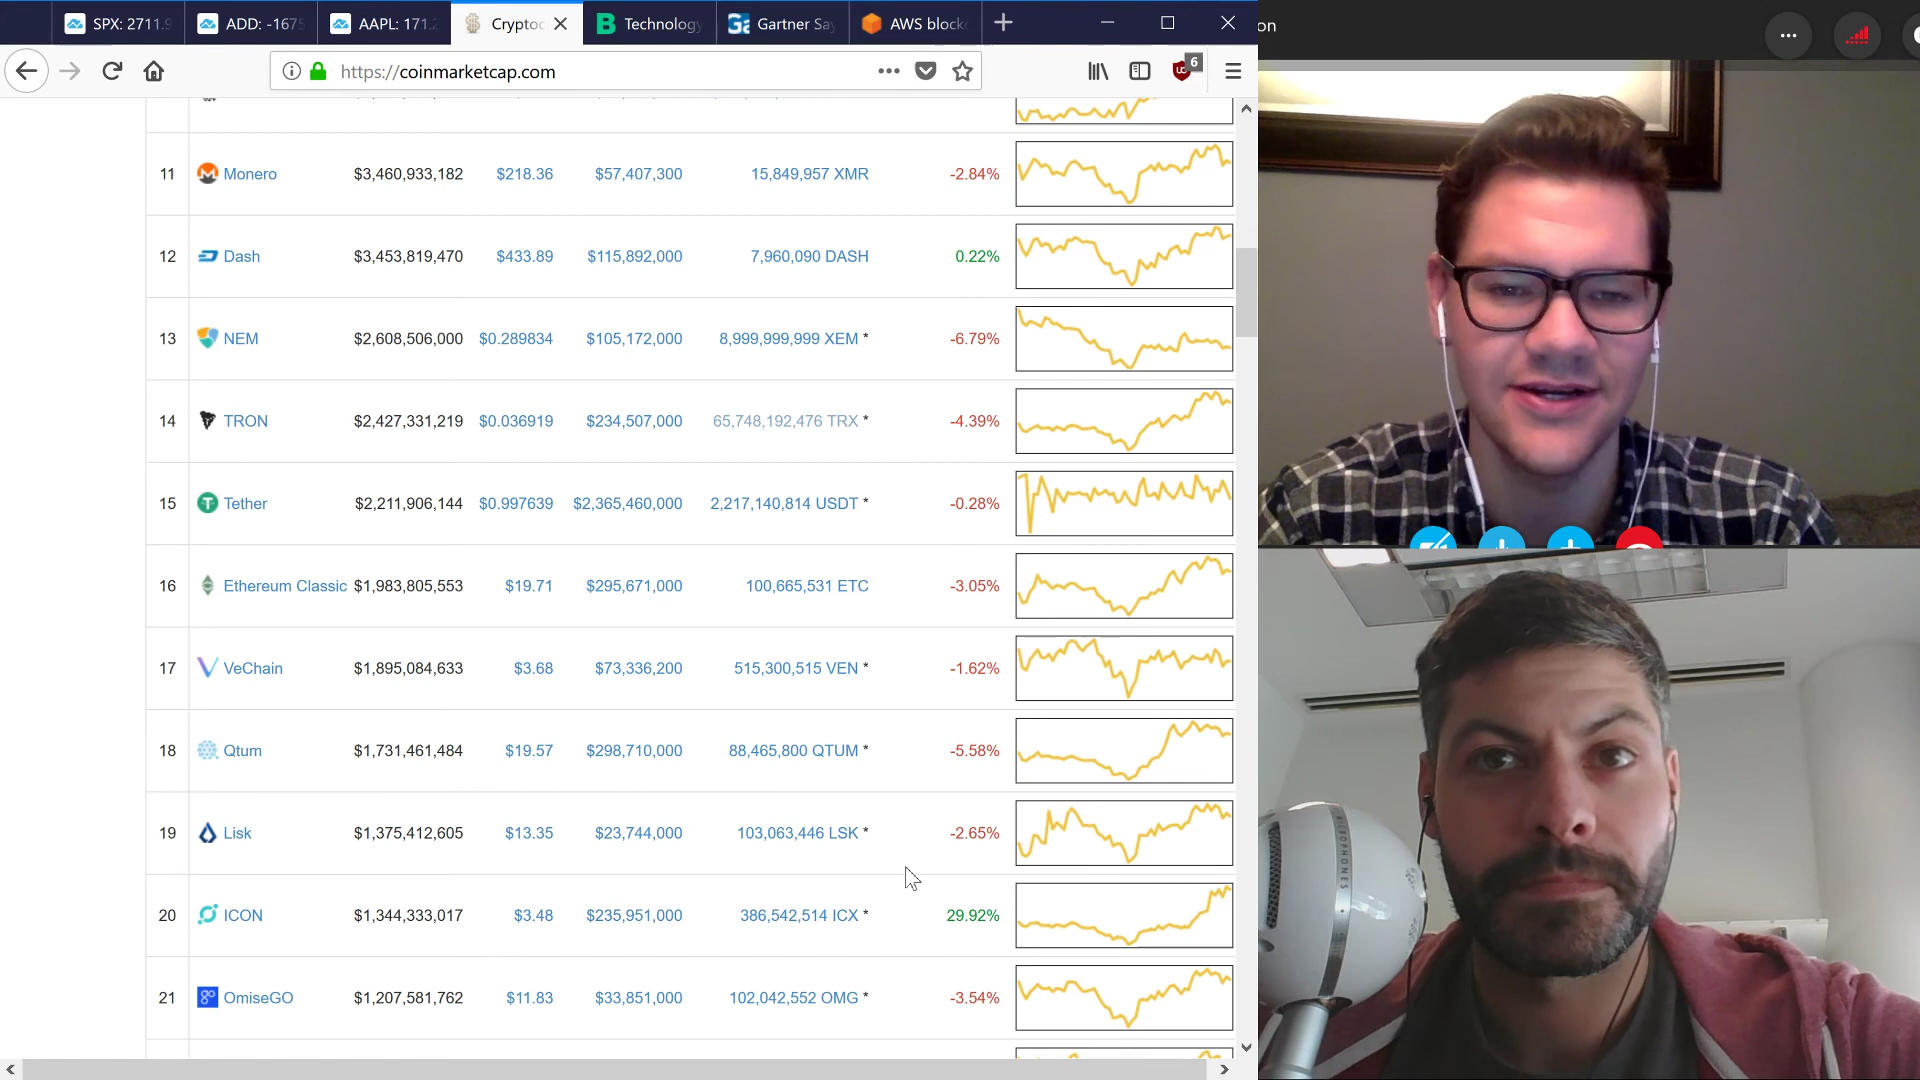 SPX: 2711.9
ADD: -1675
AAPL: 171.2
Cryptoc
Technology
Gartner Say
AWS blocke
on
https://coinmarketcap.com
6
11 Monero $3,460,933,182 $218.36 $57,407,300 15,849,957 XMR -2.84%
12 Dash $3,453,819,470 $433.89 $115,892,000 7,960,090 DASH 0.22%
13 NEM $2,608,506,000 $0.289834 $105,172,000 8,999,999,999 XEM * -6.79%
14 TRON $2,427,331,219 $0.036919 $234,507,000 65,748,192,476 TRX * -4.39%
15 Tether $2,211,906,144 $0.997639 $2,365,460,000 2,217,140,814 USDT * -0.28%
16 Ethereum Classic $1,983,805,553 $19.71 $295,671,000 100,665,531 ETC -3.05%
17 VeChain $1,895,084,633 $3.68 $73,336,200 515,300,515 VEN * -1.62%
18 Qtum $1,731,461,484 $19.57 $298,710,000 88,465,800 QTUM * -5.58%
19 Lisk $1,375,412,605 $13.35 $23,744,000 103,063,446 LSK * -2.65%
20 ICON $1,344,333,017 $3.48 $235,951,000 386,542,514 ICX * 29.92%
21 OmiseGO $1,207,581,762 $11.83 $33,851,000 102,042,552 OMG * -3.54%
MICROPHONES